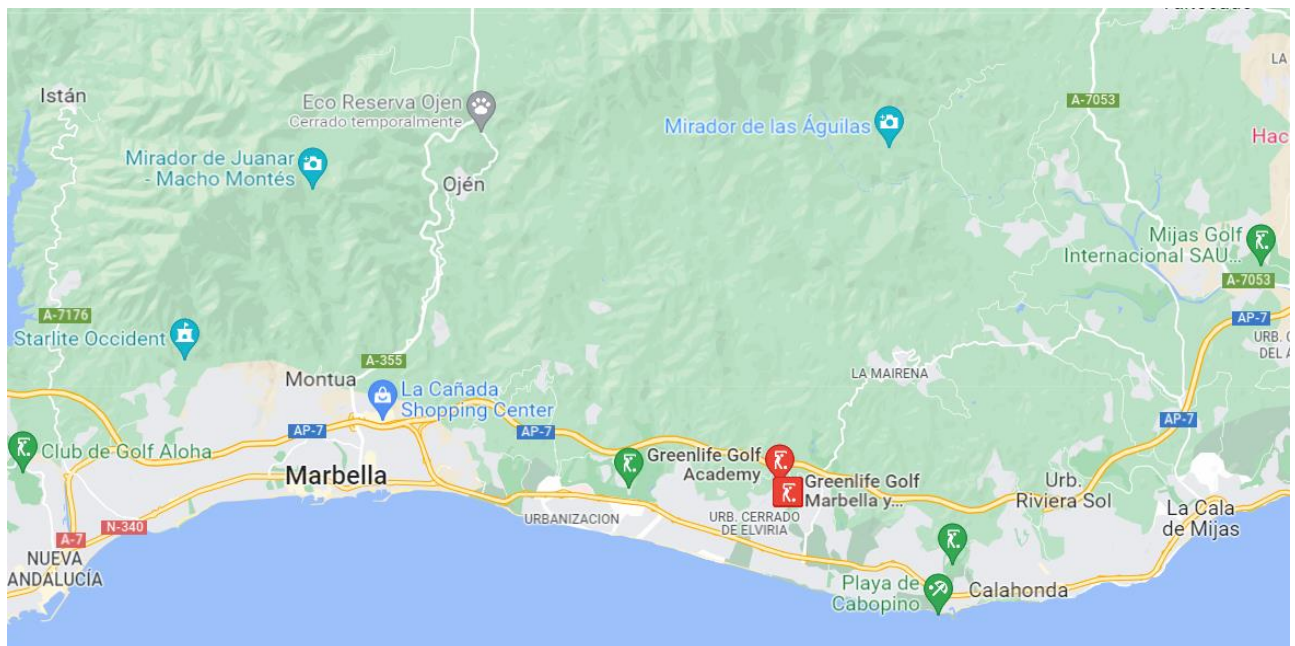 Istán
Eco Reserva Ojen
Cerrado temporalmente
A-7053
LA
Mirador de las Águilas
Hac
Mirador de Juanar
- Macho Montés
Ojén
Mijas Golf
Internacional SAU...
A-7053
A-7176
AP-7
Starlite Occident
URB. C
DEL A
A-355
LA MAIRENA
Montua
La Cañada
Shopping Center
AP-7
AP-7
AP-7
Club de Golf Aloha
Greenlife Golf
Academy
Marbella
Greenlife Golf
Marbella y...
Urb.
Riviera Sol
URBANIZACION
URB. CERRADO
DE ELVIRIA
La Cala
de Mijas
N-340
A-7
NUEVA
ANDALUCÍA
Playa de
Cabopino
Calahonda